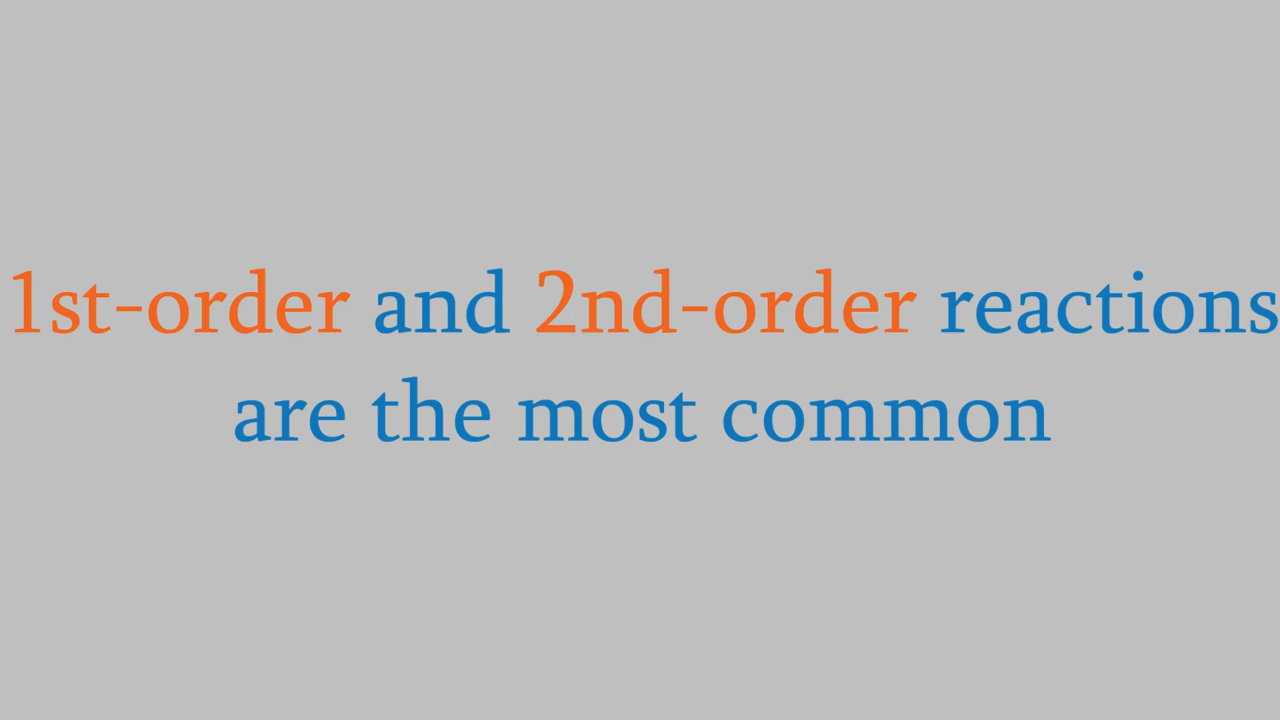 1st-order and 2nd-order reactions
are the most common